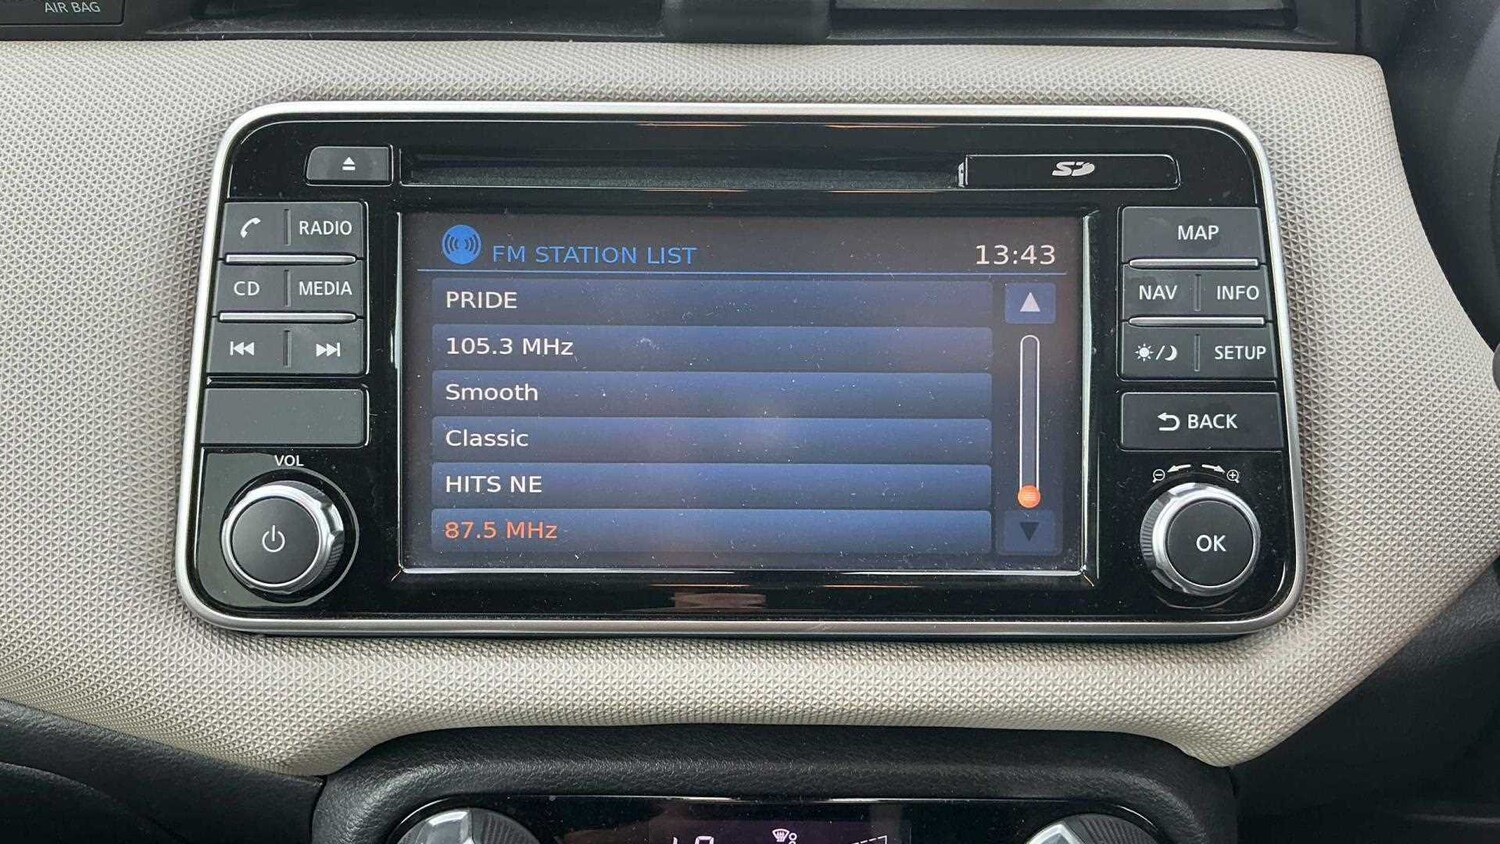 AIR BAG
SD
RADIO
CD
MEDIA
VOL
FM STATION LIST
13:43
PRIDE
105.3 MHz
Smooth
Classic
HITS NE
87.5 MHz
MAP
NAV
INFO
SETUP
BACK
OK